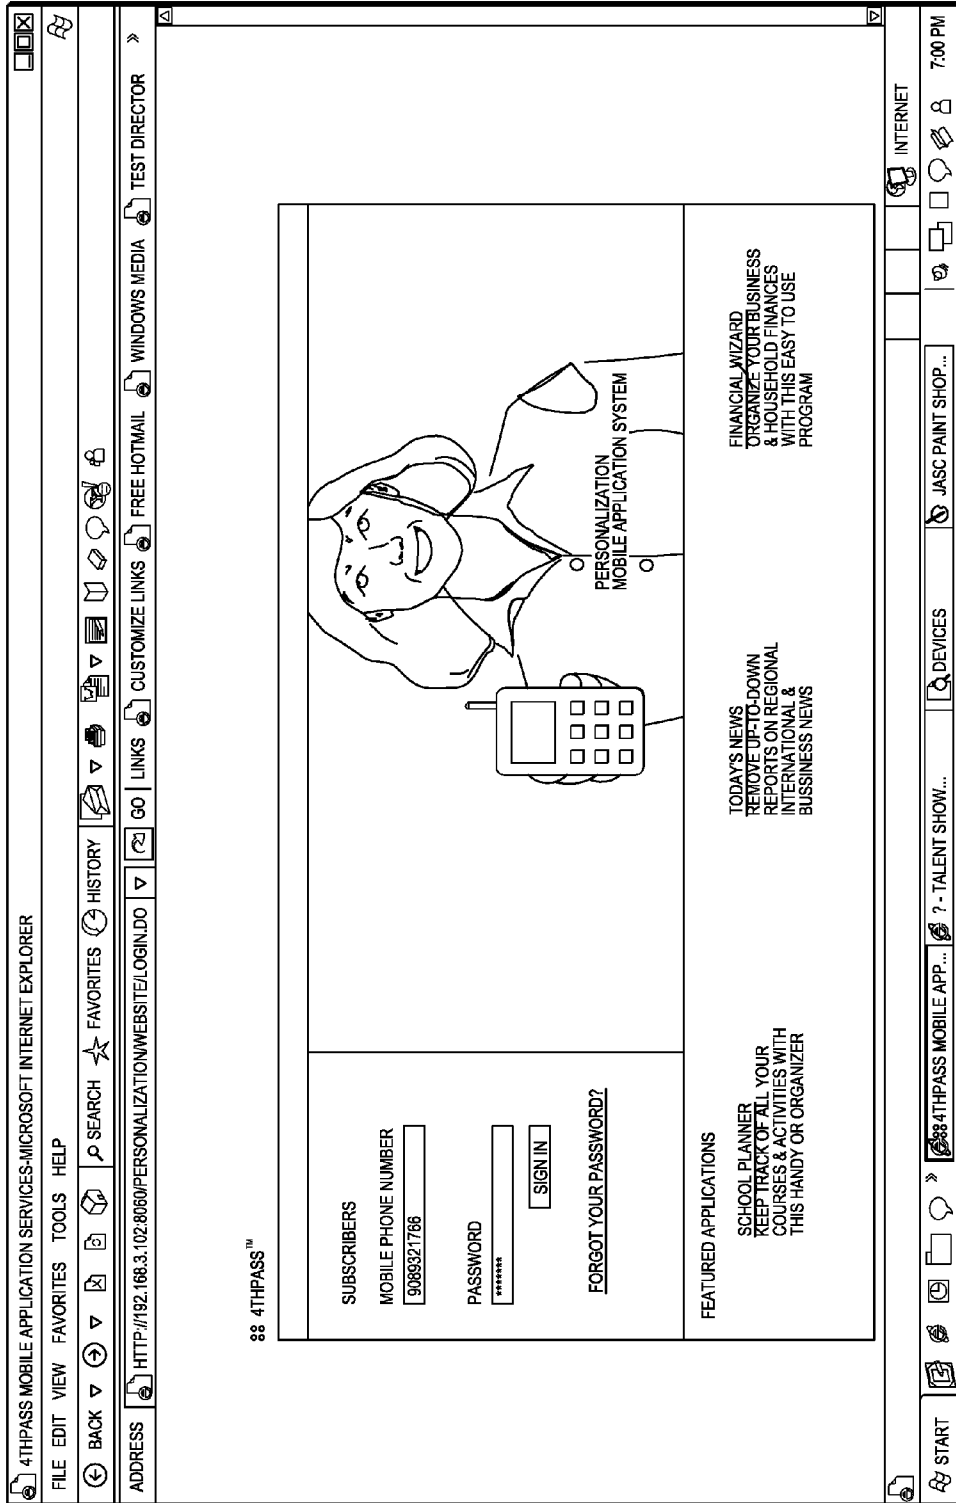 4THPASS MOBILE APPLICATION SERVICES-MICROSOFT INTERNET EXPLORER
FILE EDIT VIEW FAVORITES TOOLS HELP
BACK SEARCH FAVORITES HISTORY
ADDRESS HTTP://192.168.3.102:8060/PERSONALIZATION/WEBSITE/LOGIN.DO GO LINKS CUSTOMIZE LINKS FREE HOTMAIL WINDOWS MEDIA TEST DIRECTOR »
4THPASS™
SUBSCRIBERS
MOBILE PHONE NUMBER
9089321766
PASSWORD
*******
SIGN IN
FORGOT YOUR PASSWORD?
PERSONALIZATION
MOBILE APPLICATION SYSTEM
FEATURED APPLICATIONS
SCHOOL PLANNER
KEEP TRACK OF ALL YOUR
COURSES & ACTIVITIES WITH
THIS HANDY OR ORGANIZER
TODAY'S NEWS
REMOVE UP-TO-DOWN
REPORTS ON REGIONAL
INTERNATIONAL &
BUSSINESS NEWS
FINANCIAL WIZARD
ORGANIZE YOUR BUSINESS
& HOUSEHOLD FINANCES
WITH THIS EASY TO USE
PROGRAM
INTERNET
START » 4THPASS MOBILE APP... ? - TALENT SHOW... DEVICES JASC PAINT SHOP... 7:00 PM